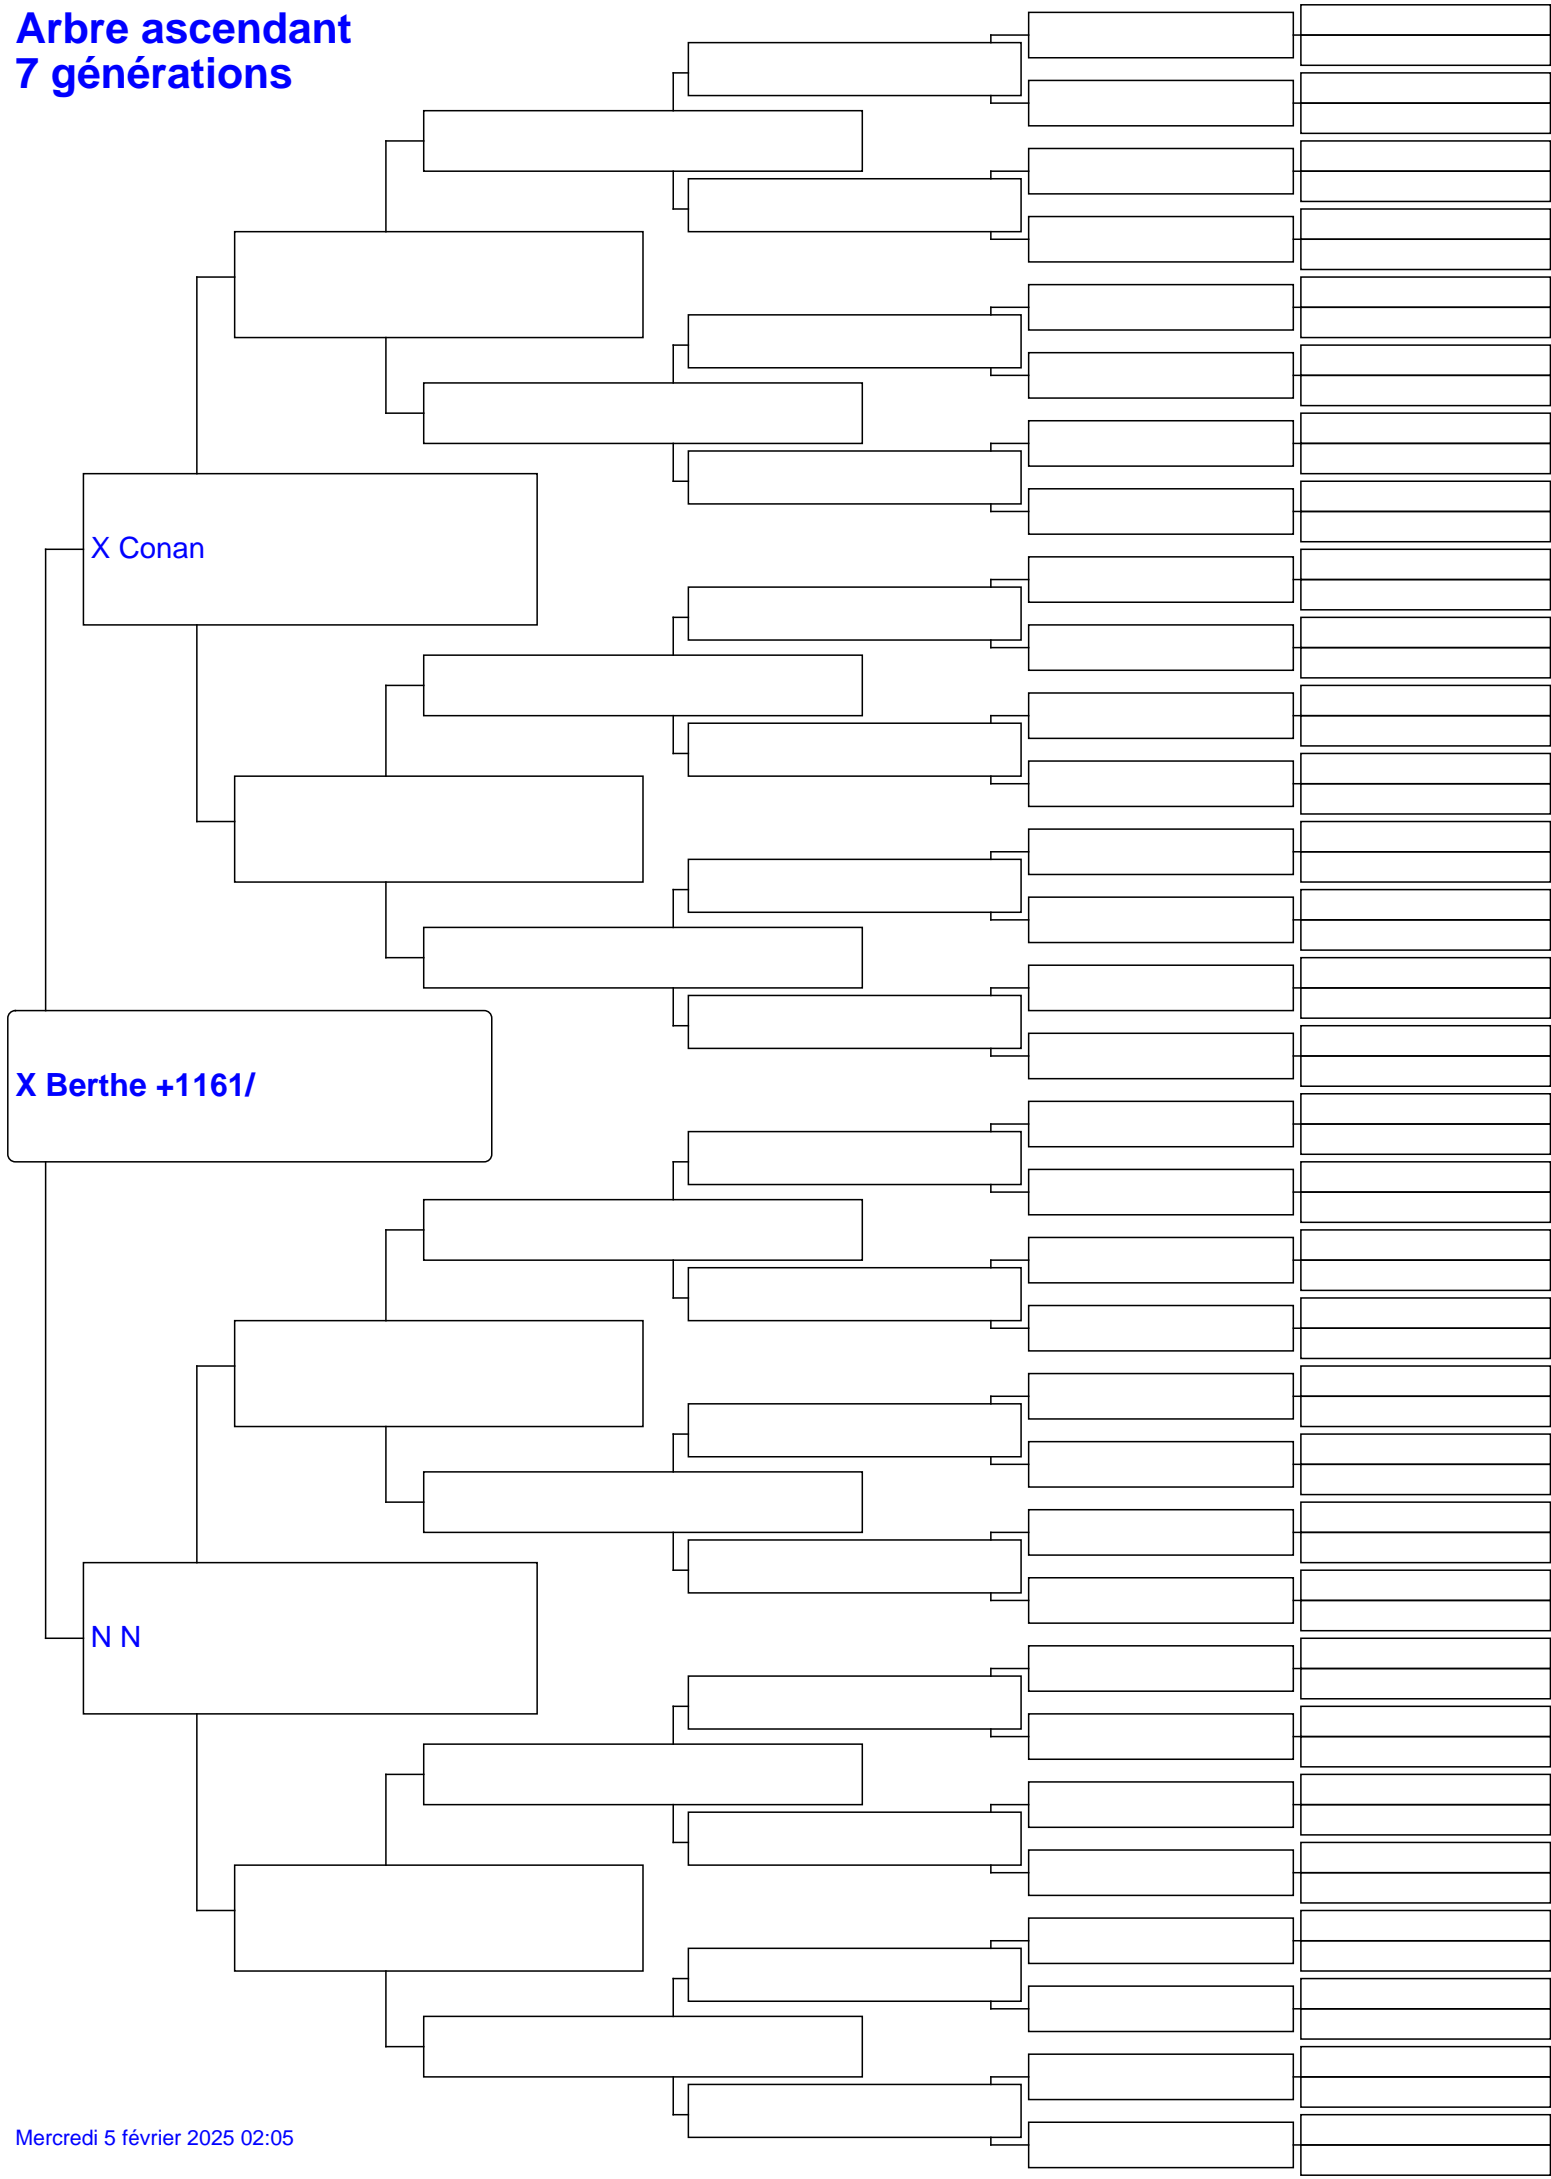 Arbre ascendant
7 générations
X Conan
X Berthe +1161/
N N
Mercredi 5 février 2025 02:05